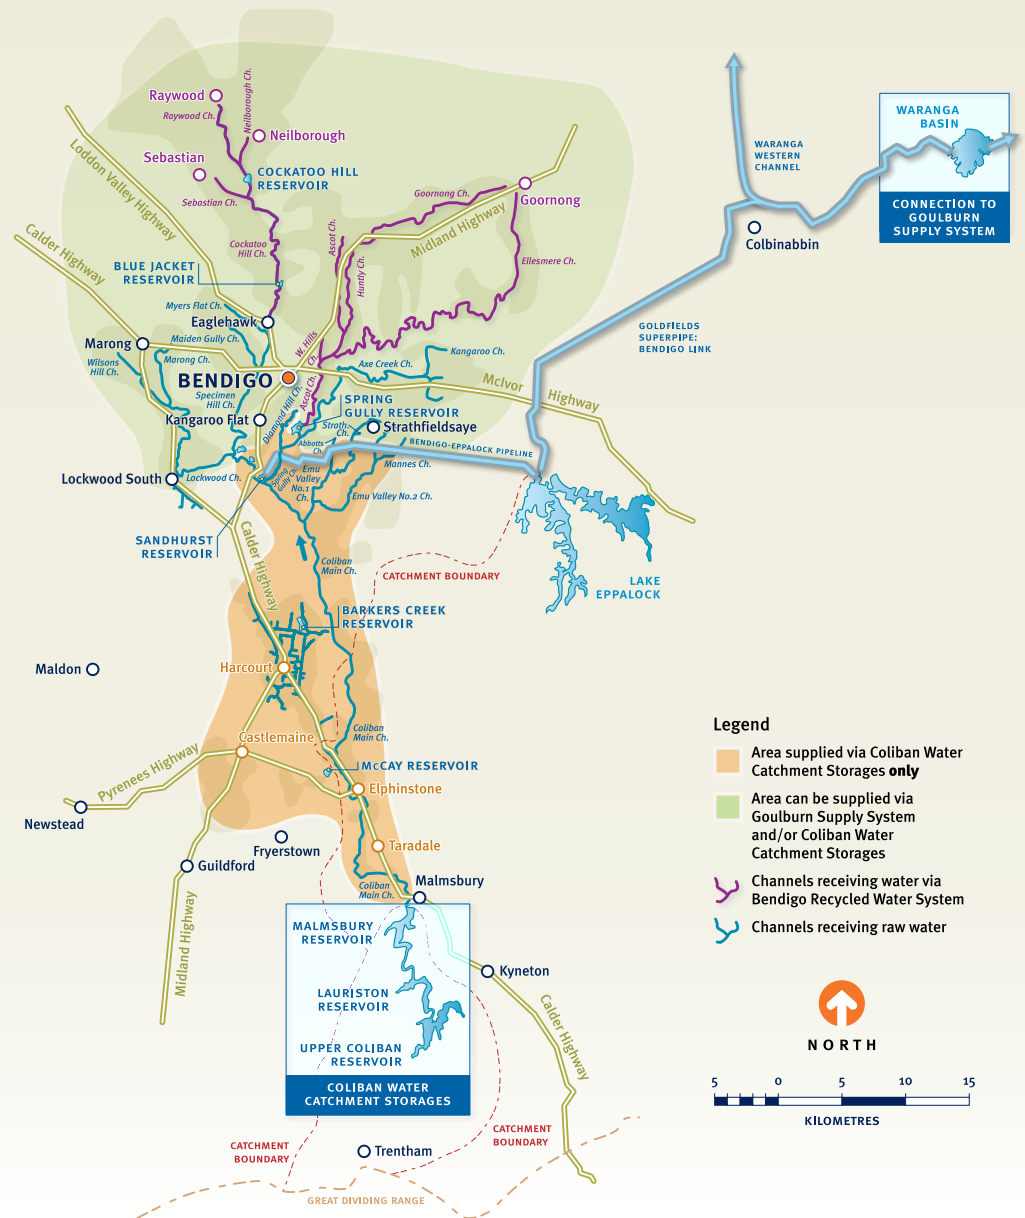 Raywood
Raywood Ch.
Neilborough Ch.
Neilborough
Sebastian
COCKATOO HILL
RESERVOIR
Sebastian Ch.
Loddon Valley Highway
Calder Highway
Cockatoo
Hill Ch.
Goornong Ch.
Goornong
Ascot Ch.
Huntly Ch.
Midland Highway
Ellesmere Ch.
WARANGA
WESTERN
CHANNEL
WARANGA
BASIN
CONNECTION TO
GOULBURN
SUPPLY SYSTEM
Colbinabbin
BLUE JACKET
RESERVOIR
Myers Flat Ch.
Eaglehawk
Maiden Gully Ch.
Marong
Marong Ch.
Wilsons
Hill Ch.
W. Hills
Ch.
Kangaroo Ch.
Axe Creek Ch.
GOLDFIELDS
SUPERPIPE:
BENDIGO LINK
BENDIGO
McIvor
Highway
Specimen
Hill Ch.
Diamond Hill Ch.
Ascot Ch.
SPRING
GULLY RESERVOIR
Kangaroo Flat
Strath.
Ch.
Strathfieldsaye
Abbotts
Ch.
BENDIGO-EPPALOCK PIPELINE
Lockwood South
Lockwood Ch.
Spring
Gully Ch.
Emu
Valley
No.1
Ch.
Mannes Ch.
Emu Valley No.2 Ch.
SANDHURST
RESERVOIR
Calder Highway
Coliban
Main Ch.
CATCHMENT BOUNDARY
LAKE
EPPALOCK
BARKERS CREEK
RESERVOIR
Maldon
Harcourt
Castlemaine
Coliban
Main Ch.
Pyrenees Highway
McCAY RESERVOIR
Elphinstone
Newstead
Fryerstown
Taradale
Guildford
Malmsbury
Coliban
Main Ch.
Midland Highway
MALMSBURY
RESERVOIR
LAURISTON
RESERVOIR
UPPER COLIBAN
RESERVOIR
COLIBAN WATER
CATCHMENT STORAGES
Kyneton
Calder Highway
CATCHMENT
BOUNDARY
CATCHMENT
BOUNDARY
Trentham
GREAT DIVIDING RANGE
Legend
Area supplied via Coliban Water
Catchment Storages only
Area can be supplied via
Goulburn Supply System
and/or Coliban Water
Catchment Storages
Channels receiving water via
Bendigo Recycled Water System
Channels receiving raw water
NORTH
5 0 5 10 15
KILOMETRES